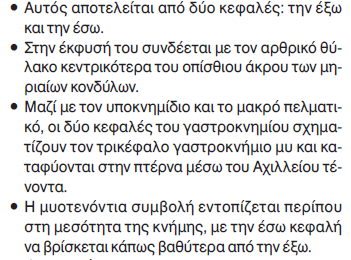 • Αυτός αποτελείται από δύο κεφαλές: την έξω
και την έσω.
• Στην έκφυσή του συνδέεται με τον αρθρικό θύ-
λακο κεντρικότερα του οπίσθιου άκρου των μη-
ριαίων κονδύλων.
• Μαζί με τον υποκνημίδιο και το μακρό πελματι-
κό, οι δύο κεφαλές του γαστροκνημίου σχημα-
τίζουν τον τρικέφαλο γαστροκνήμιο μυ και κα-
ταφύονται στην πτέρνα μέσω του Αχιλλείου τέ-
νοντα.
• Η μυοτενόντια συμβολή εντοπίζεται περίπου
στη μεσότητα της κνήμης, με την έσω κεφαλή
να βρίσκεται κάπως βαθύτερα από την έξω.